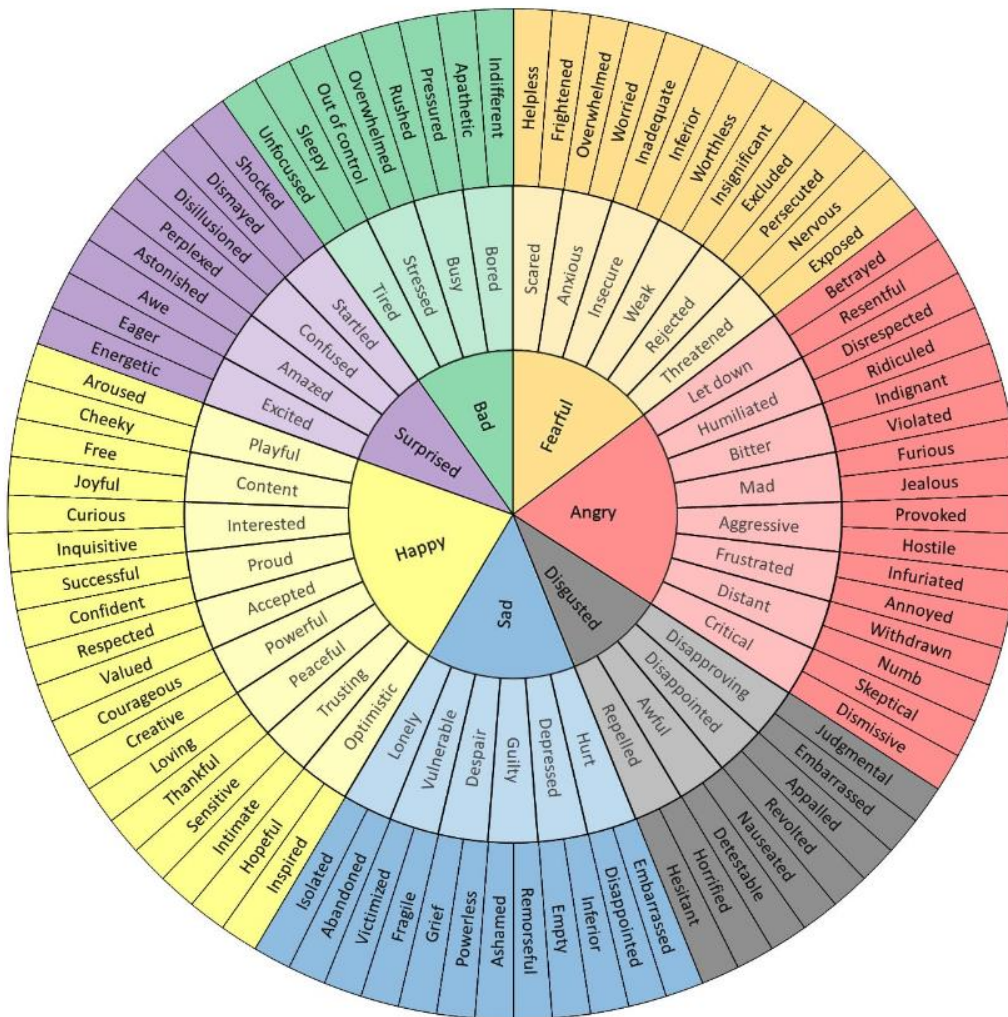 Fearful
Angry
Disgusted
Sad
Happy
Surprised
Bad
Scared
Anxious
Insecure
Weak
Rejected
Threatened
Let down
Humiliated
Bitter
Mad
Aggressive
Frustrated
Distant
Critical
Disapproving
Disappointed
Awful
Repelled
Hurt
Depressed
Guilty
Despair
Vulnerable
Lonely
Optimistic
Trusting
Peaceful
Powerful
Accepted
Proud
Interested
Content
Playful
Excited
Amazed
Confused
Startled
Tired
Stressed
Busy
Bored
Helpless
Frightened
Overwhelmed
Worried
Inadequate
Inferior
Worthless
Insignificant
Excluded
Persecuted
Nervous
Exposed
Betrayed
Resentful
Disrespected
Ridiculed
Indignant
Violated
Furious
Jealous
Provoked
Hostile
Infuriated
Annoyed
Withdrawn
Numb
Skeptical
Dismissive
Judgmental
Embarrassed
Appalled
Revolted
Nauseated
Detestable
Horrified
Hesitant
Embarrassed
Disappointed
Inferior
Empty
Remorseful
Ashamed
Powerless
Grief
Fragile
Victimized
Abandoned
Isolated
Inspired
Hopeful
Intimate
Sensitive
Thankful
Loving
Creative
Courageous
Valued
Respected
Confident
Successful
Inquisitive
Curious
Joyful
Free
Cheeky
Aroused
Energetic
Eager
Awe
Astonished
Perplexed
Disillusioned
Dismayed
Shocked
Unfocussed
Sleepy
Out of control
Overwhelmed
Rushed
Pressured
Apathetic
Indifferent